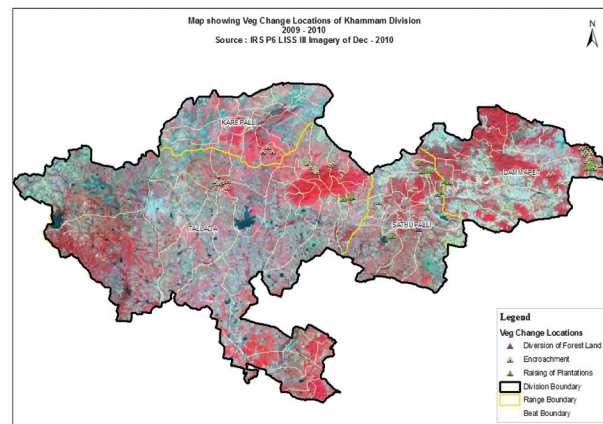 Map showing Veg Change Locations of Khammam Division
2009 - 2010
Source : IRS P6 LISS III Imagery of Dec - 2010
N
KAREPALLI
TALLADA
SATHUPALLI
Legend
Veg Change Locations
Diversion of Forest Land
Encroachment
Raising of Plantations
Division Boundary
Range Boundary
Beat Boundary